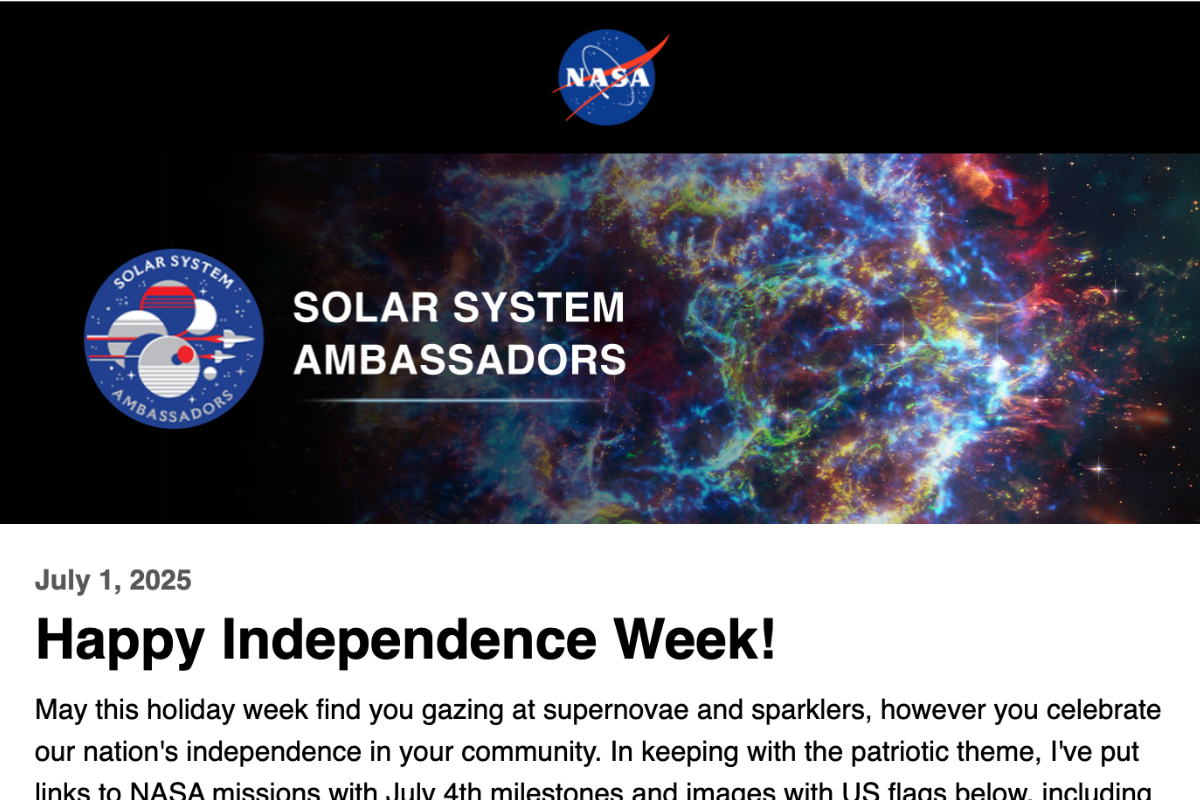 NASA
SOLAR SYSTEM
AMBASSADORS
SOLAR SYSTEM
AMBASSADORS
July 1, 2025
Happy Independence Week!
May this holiday week find you gazing at supernovae and sparklers, however you celebrate
our nation's independence in your community. In keeping with the patriotic theme, I've put
links to NASA missions with July 4th milestones and images with US flags below, including